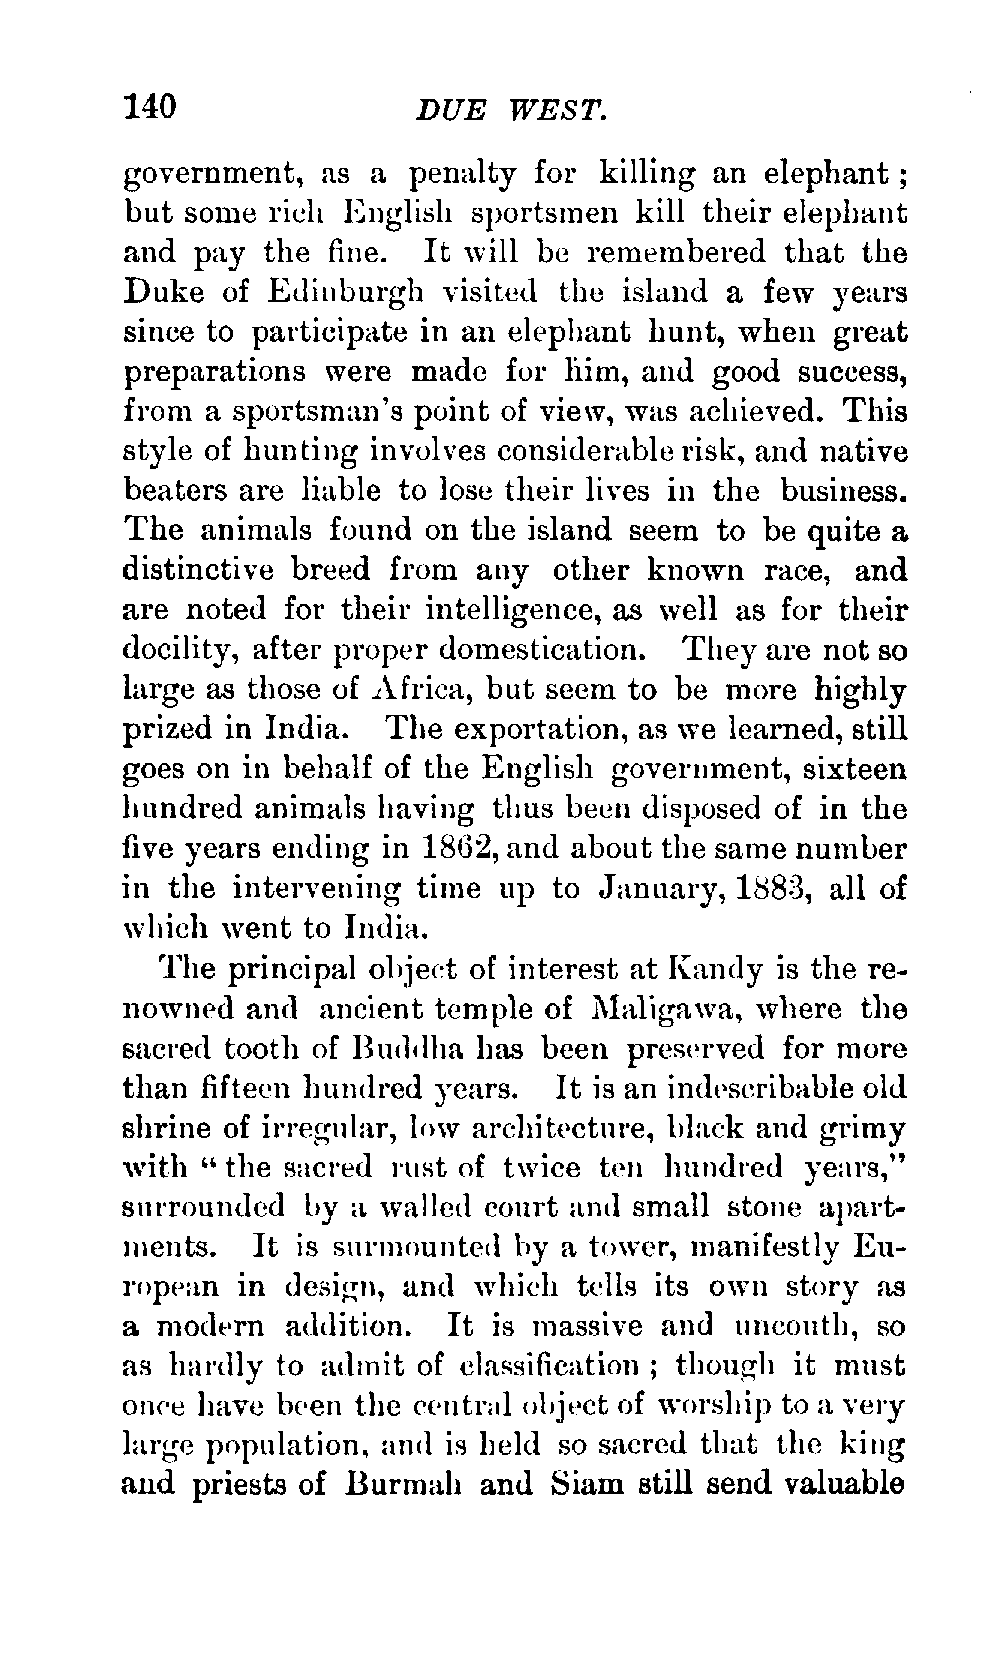 140 DUE WEST.
government, as a penalty for killing an elephant ;
but some rich English sportsmen kill their elephant
and pay the fine. It will be remembered that the
Duke of Edinburgh visited the island a few years
since to participate in an elephant hunt, when great
preparations were made for him, and good success,
from a sportsman's point of view, was achieved. This
style of hunting involves considerable risk, and native
beaters are liable to lose their lives in the business.
The animals found on the island seem to be quite a
distinctive breed from any other known race, and
are noted for their intelligence, as well as for their
docility, after proper domestication. They are not so
large as those of Africa, but seem to be more highly
prized in India. The exportation, as we learned, still
goes on in behalf of the English government, sixteen
hundred animals having thus been disposed of in the
five years ending in 1862, and about the same number
in the intervening time up to January, 1883, all of
which went to India.
The principal object of interest at Kandy is the re-
nowned and ancient temple of Maligawa, where the
sacred tooth of Buddha has been preserved for more
than fifteen hundred years. It is an indescribable old
shrine of irregular, low architecture, black and grimy
with “ the sacred rust of twice ten hundred years,”
surrounded by a walled court and small stone apart-
ments. It is surmounted by a tower, manifestly Eu-
ropean in design, and which tells its own story as
a modern addition. It is massive and uncouth, so
as hardly to admit of classification ; though it must
once have been the central object of worship to a very
large population, and is held so sacred that the king
and priests of Burmah and Siam still send valuable